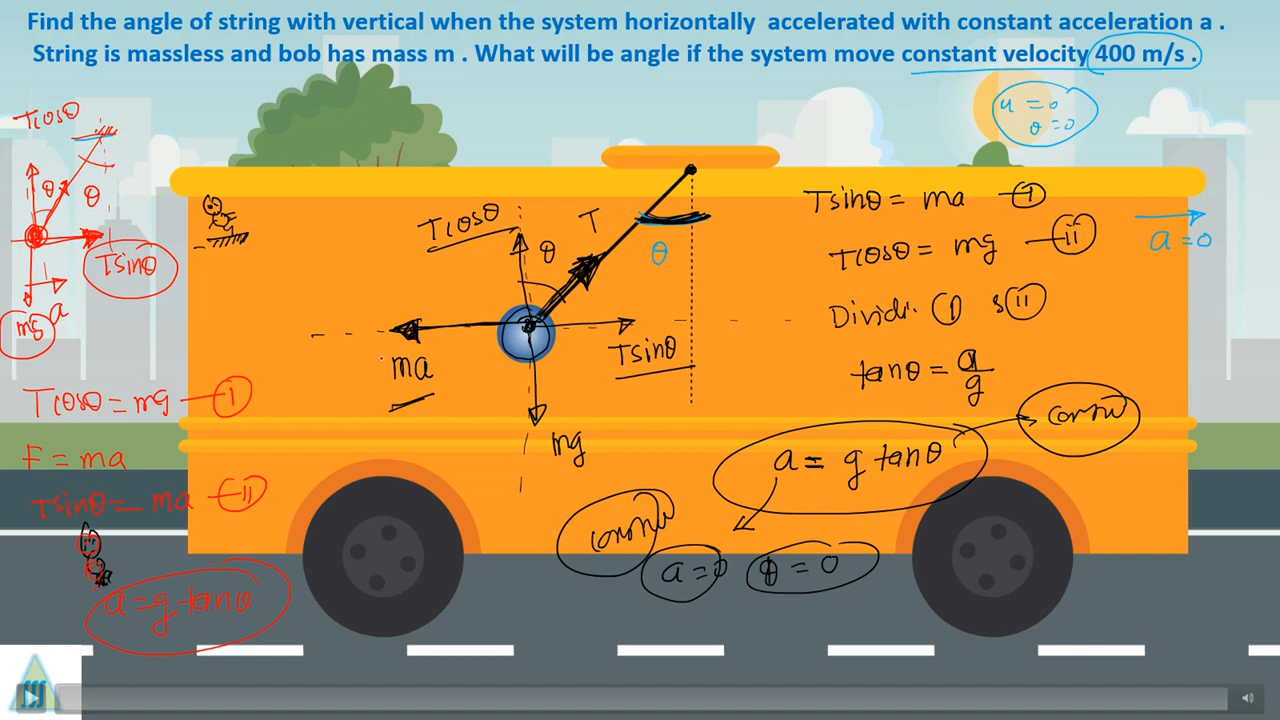 Find the angle of string with vertical when the system horizontally accelerated with constant acceleration a .
String is massless and bob has mass m . What will be angle if the system move constant velocity 400 m/s .
Tcosθ
θ
θ
Tsinθ
mg
a
Tcosθ = mg — I
F = ma
Tsinθ = ma — II
a = g tanθ
Tcosθ
θ
T
θ
ma
Tsinθ
mg
= 0
θ = 0
Tsinθ = ma — I
Tcosθ = mg — II
a = 0
I & II
tanθ = a/g
a = g tanθ
a = 0
= 0